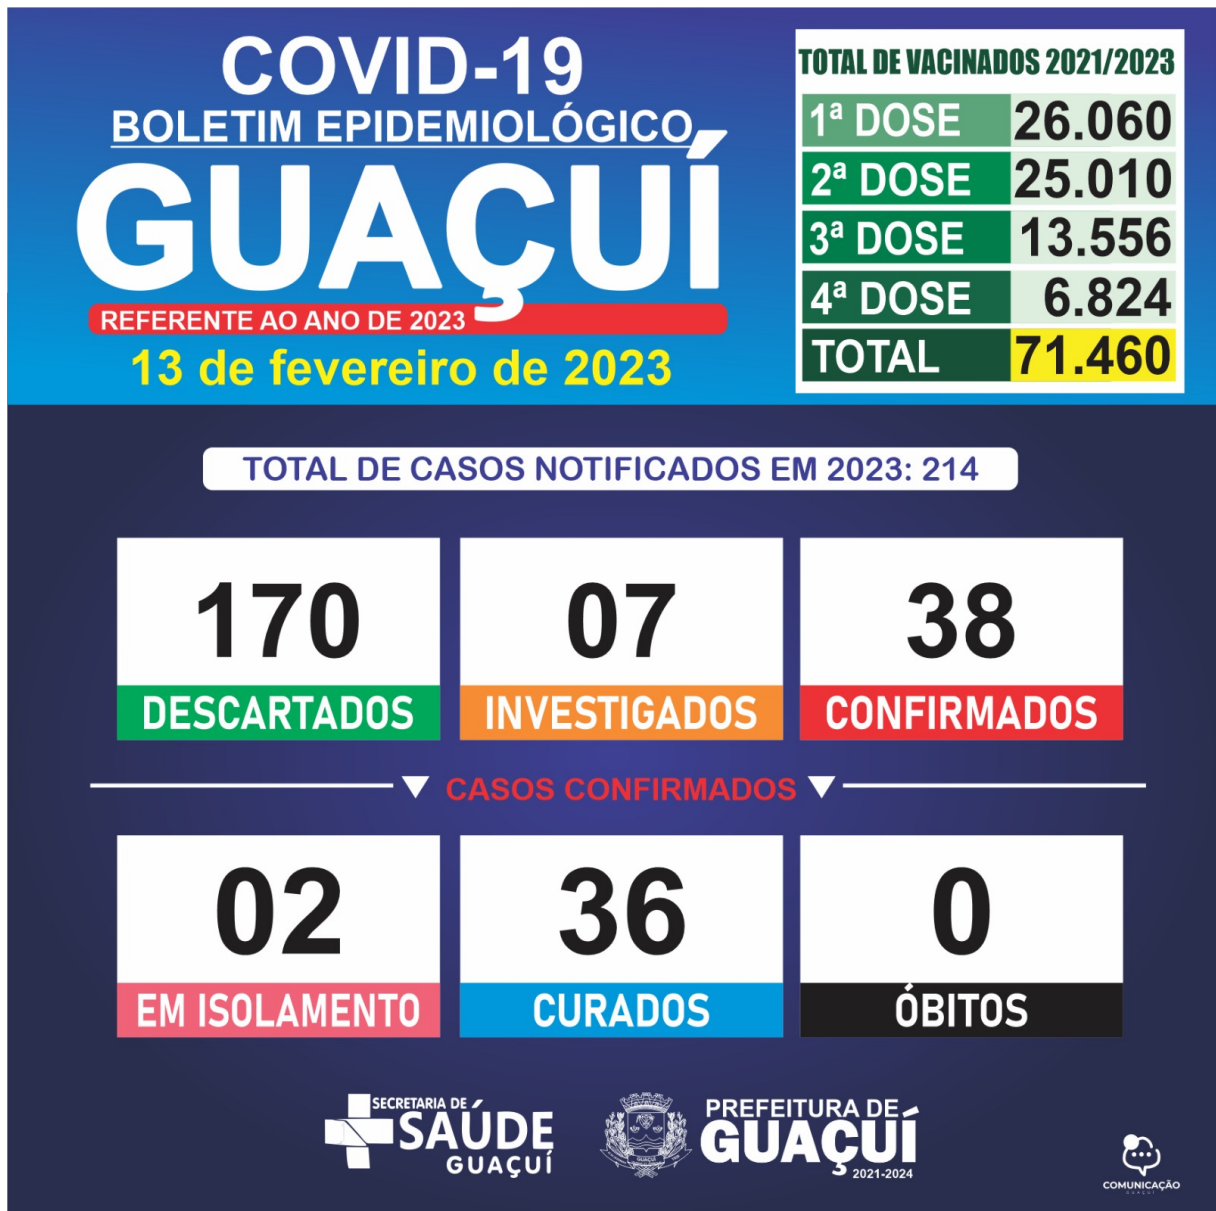 COVID-19
BOLETIM EPIDEMIOLÓGICO
GUAÇUÍ
REFERENTE AO ANO DE 2023
13 de fevereiro de 2023
TOTAL DE VACINADOS 2021/2023
1ª DOSE 26.060
2ª DOSE 25.010
3ª DOSE 13.556
4ª DOSE 6.824
TOTAL 71.460
TOTAL DE CASOS NOTIFICADOS EM 2023: 214
170 07 38
DESCARTADOS INVESTIGADOS CONFIRMADOS
CASOS CONFIRMADOS
02 36 0
EM ISOLAMENTO CURADOS ÓBITOS
SECRETARIA DE
SAÚDE
GUAÇUÍ
PREFEITURA DE
GUAÇUÍ
2021-2024
COMUNICAÇÃO
GUAÇUÍ